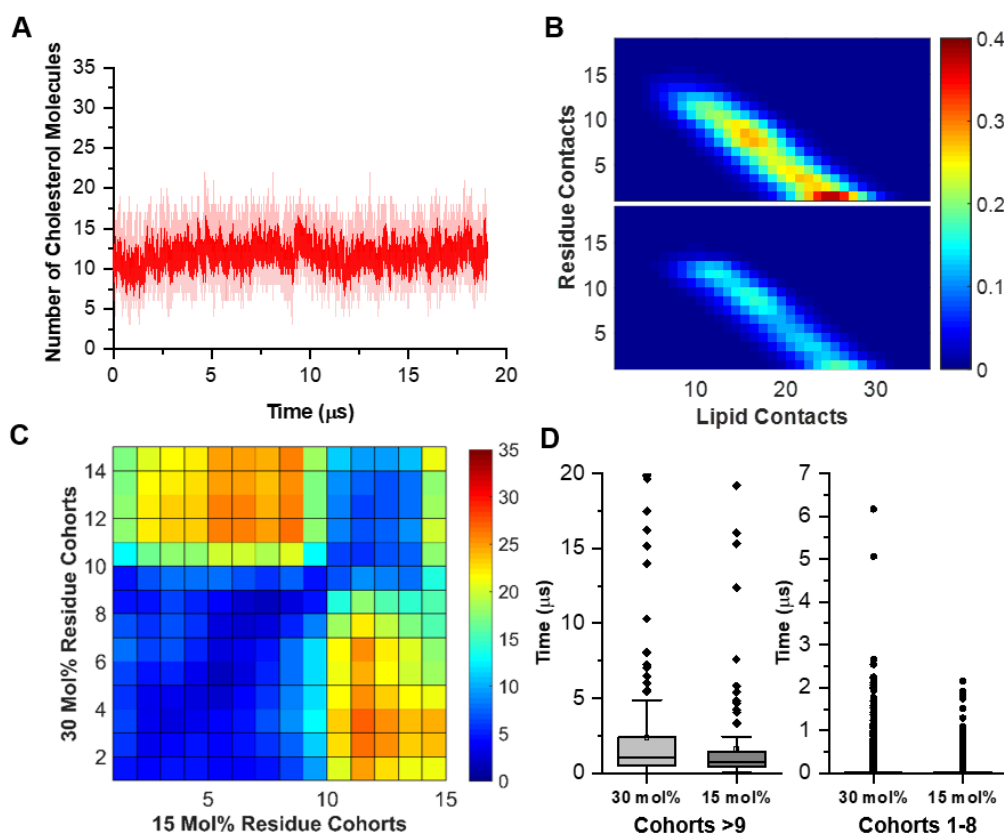 A
Number of Cholesterol Molecules
35
30
25
20
15
10
5
0
0 5 10 15 20
Time (μs)
B
Residue Contacts
15
10
5
15
10
5
10 20 30
Lipid Contacts
0.4
0.3
0.2
0.1
0
C
30 Mol% Residue Cohorts
14
12
10
8
6
4
2
5 10 15
15 Mol% Residue Cohorts
35
30
25
20
15
10
5
0
D
Time (μs)
20
15
10
5
0
30 mol% 15 mol%
Cohorts >9
Time (μs)
7
6
5
4
3
2
1
0
30 mol% 15 mol%
Cohorts 1-8